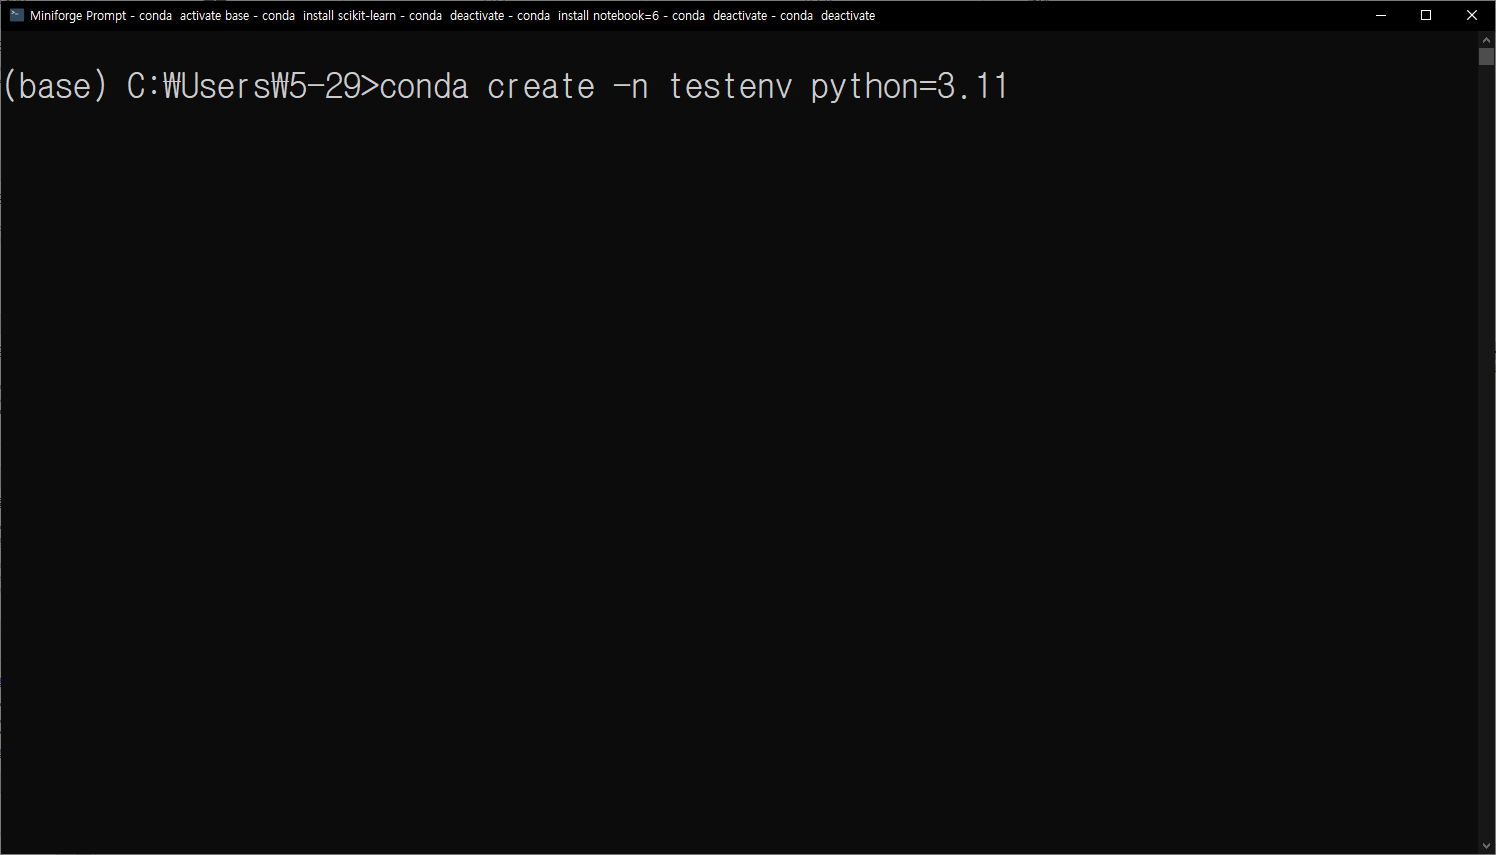 Miniforge Prompt - conda  activate base - conda  install scikit-learn - conda  deactivate - conda  install notebook=6 - conda  deactivate - conda  deactivate
(base) C:₩Users₩5-29>conda create -n testenv python=3.11